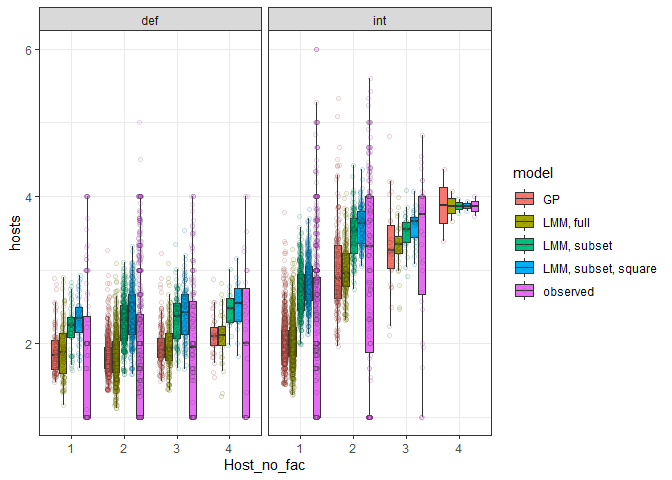 def
int
6
4
2
hosts
1 2 3 4
1 2 3 4
Host_no_fac
model
GP
LMM, full
LMM, subset
LMM, subset, square
observed